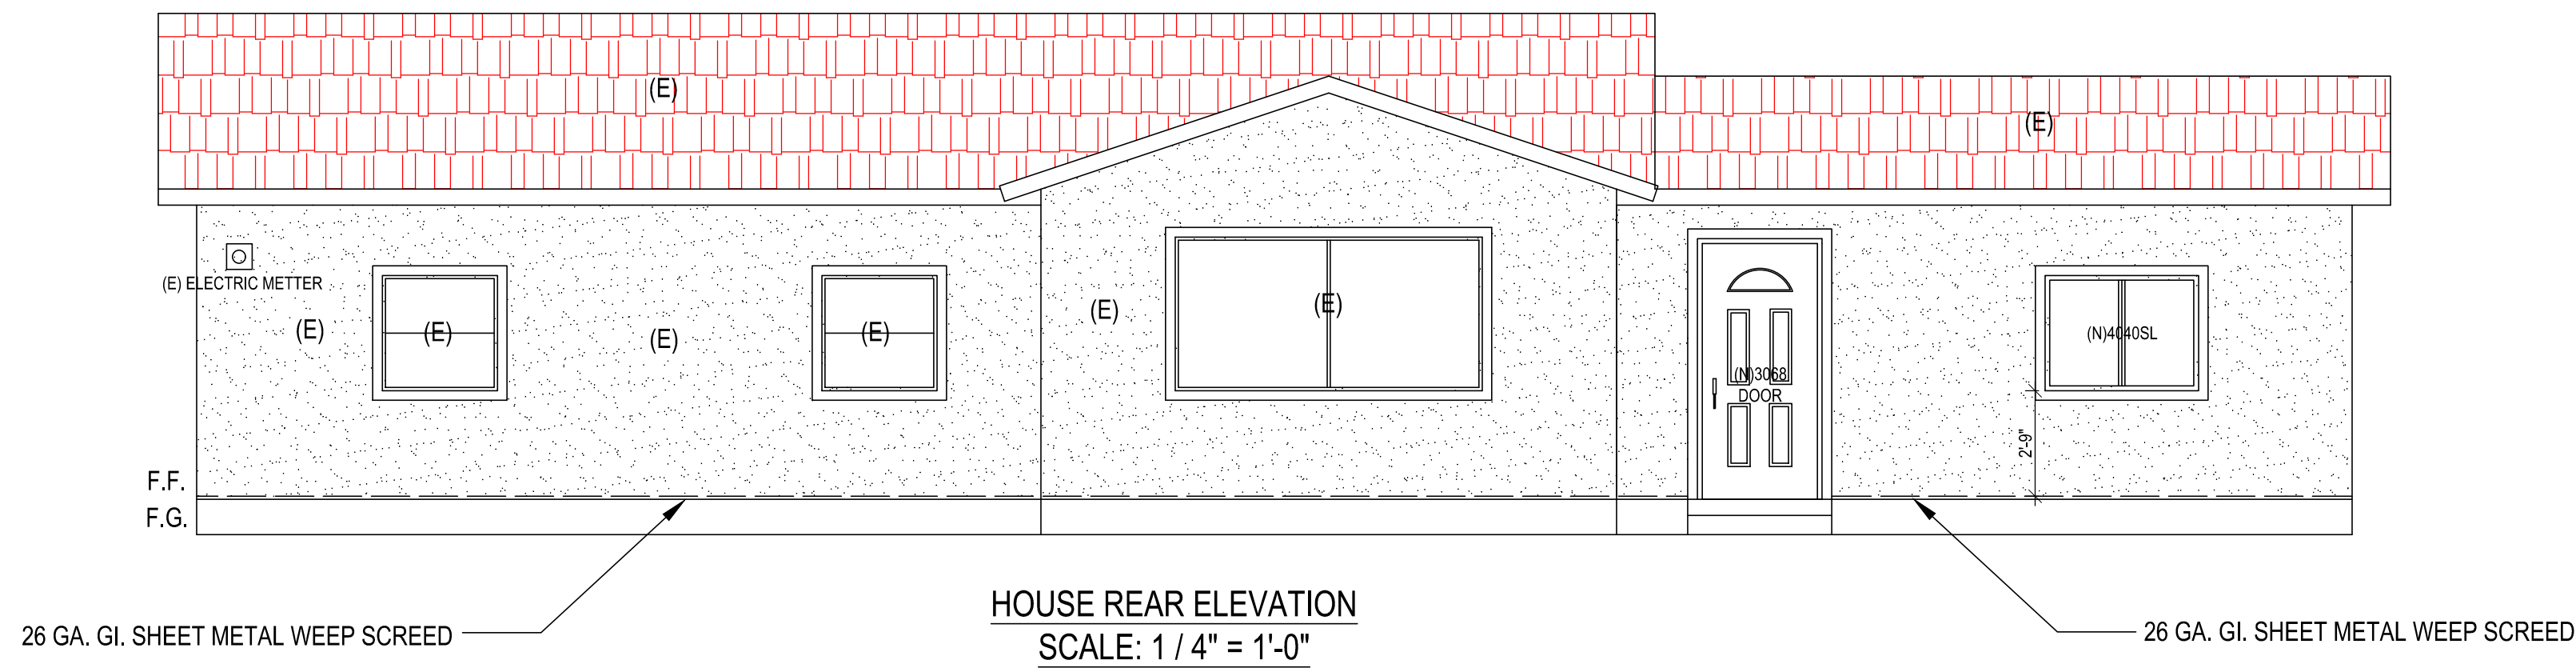 (E)
(E)
(E) ELECTRIC METTER
(E)
(E)
(E)
(E)
(E)
(E)
(N)3068
DOOR
(N)4040SL
2'-9"
F.F.
F.G.
HOUSE REAR ELEVATION
SCALE: 1 / 4" = 1'-0"
26 GA. GI. SHEET METAL WEEP SCREED
26 GA. GI. SHEET METAL WEEP SCREED